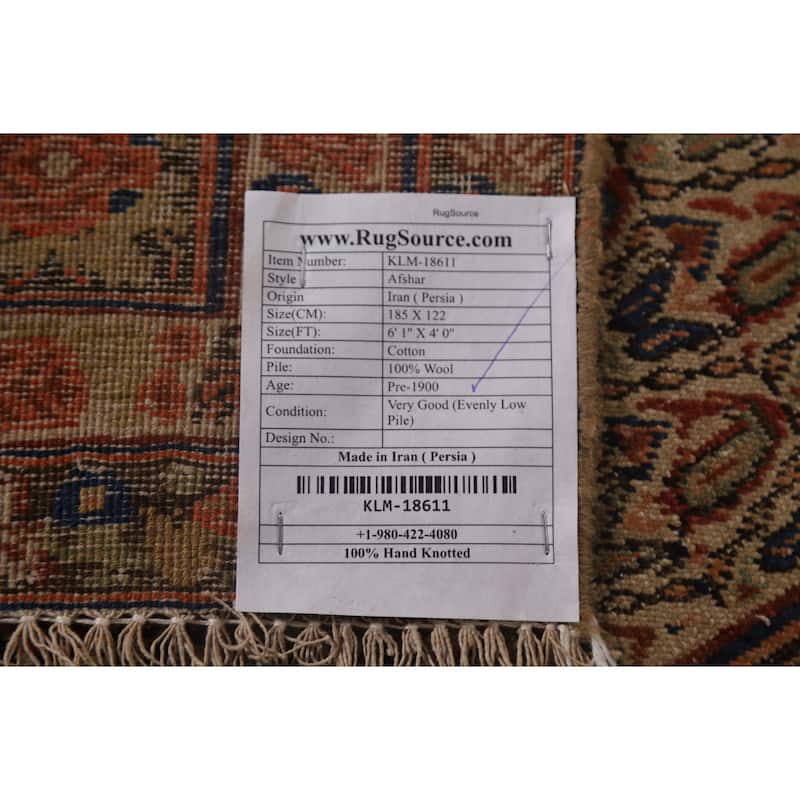 RugSource
www.RugSource.com
Item Number: KLM-18611
Style Afshar
Origin Iran ( Persia )
Size(CM): 185 X 122
Size(FT): 6' 1" X 4' 0"
Foundation: Cotton
Pile: 100% Wool
Age: Pre-1900
Condition: Very Good (Evenly Low
Pile)
Design No.:
Made in Iran ( Persia )
KLM-18611
+1-980-422-4080
100% Hand Knotted